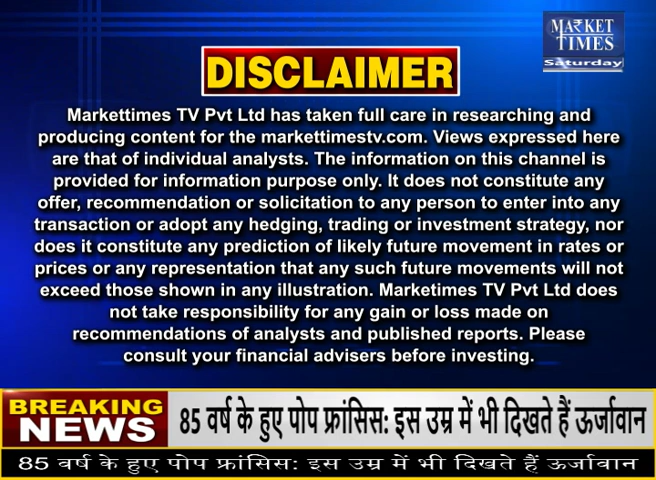 MARKET
TIMES
Saturday
DISCLAIMER
Markettimes TV Pvt Ltd has taken full care in researching and
producing content for the markettimestv.com. Views expressed here
are that of individual analysts. The information on this channel is
provided for information purpose only. It does not constitute any
offer, recommendation or solicitation to any person to enter into any
transaction or adopt any hedging, trading or investment strategy, nor
does it constitute any prediction of likely future movement in rates or
prices or any representation that any such future movements will not
exceed those shown in any illustration. Marketimes TV Pvt Ltd does
not take responsibility for any gain or loss made on
recommendations of analysts and published reports. Please
consult your financial advisers before investing.
BREAKING
NEWS
85 वर्ष के हुए पोप फ्रांसिस: इस उम्र में भी दिखते हैं ऊर्जावान
85 वर्ष के हुए पोप फ्रांसिस: इस उम्र में भी दिखते हैं ऊर्जावान